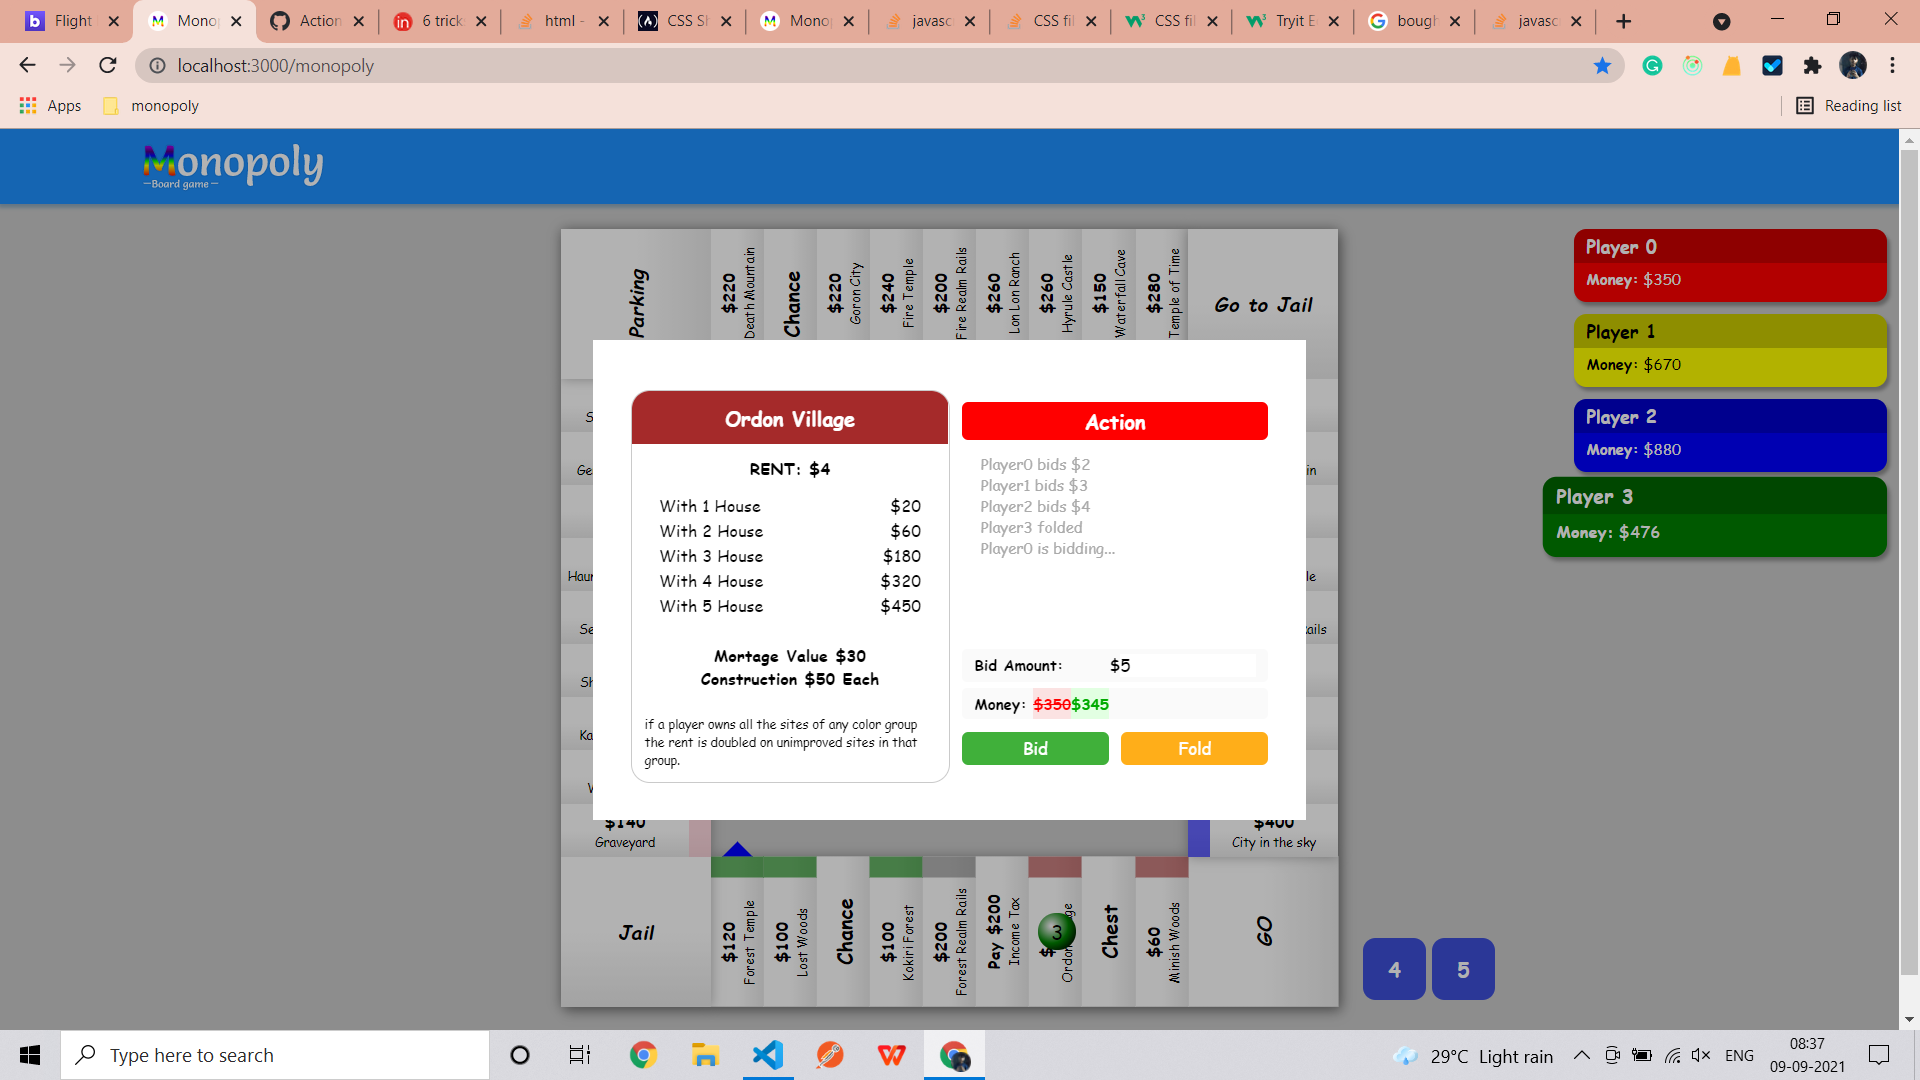 Flight
Monop
Action
6 trick
html -
CSS Sh
Monop
javasc
CSS fil
CSS fil
Tryit E
bough
javasc
localhost:3000/monopoly
Apps
monopoly
Reading list
Monopoly
Board game
Parking
$220
Death Mountain
Chance
$220
Goron City
$240
Fire Temple
$200
Fire Realm Rails
$260
Lon Lon Ranch
$260
Hyrule Castle
$150
Waterfall Cave
$280
Temple of Time
Go to Jail
Player 0
Money: $350
Player 1
Money: $670
Player 2
Money: $880
Player 3
Money: $476
Ordon Village
RENT: $4
With 1 House $20
With 2 House $60
With 3 House $180
With 4 House $320
With 5 House $450
Mortage Value $30
Construction $50 Each
if a player owns all the sites of any color group
the rent is doubled on unimproved sites in that
group.
Action
Player0 bids $2
Player1 bids $3
Player2 bids $4
Player3 folded
Player0 is bidding...
Bid Amount: $5
Money: $350$345
Bid
Fold
$140
Graveyard
$400
City in the sky
Jail
$120
Forest Temple
$100
Lost Woods
Chance
$100
Kokiri Forest
$200
Forest Realm Rails
Pay $200
Income Tax
3
Chest
$60
Minish Woods
GO
4
5
Type here to search
29°C Light rain
ENG
08:37
09-09-2021